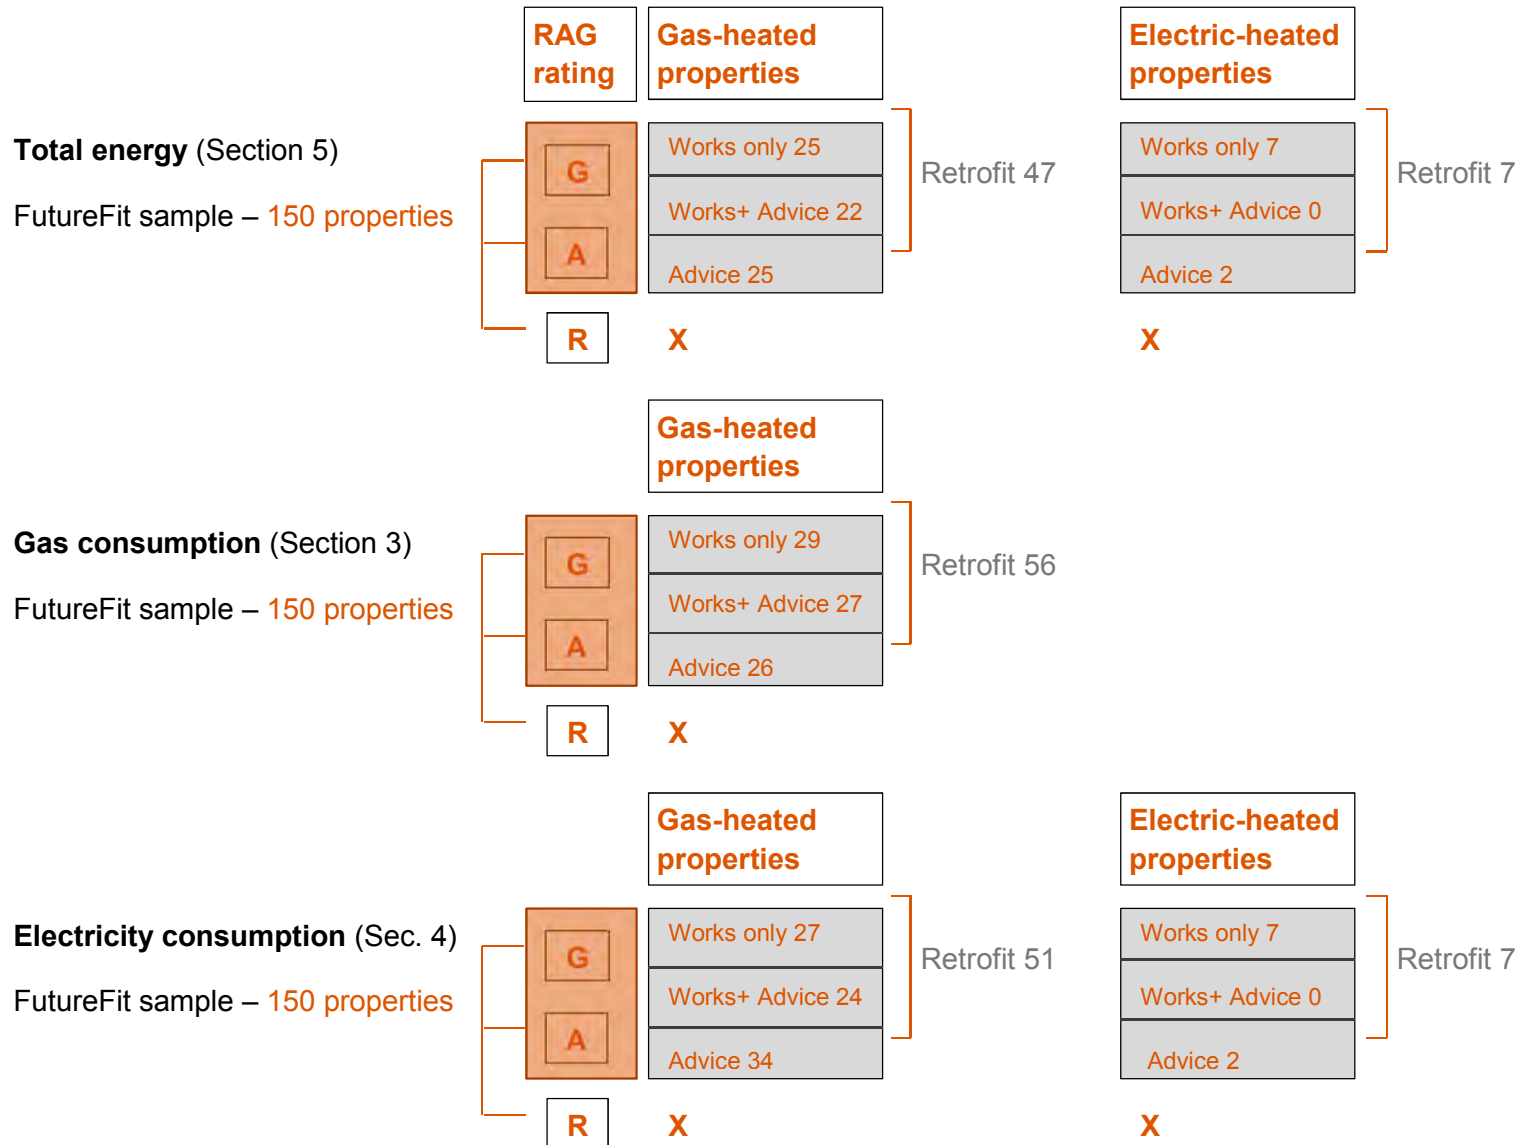 RAG
rating
Gas-heated
properties
Electric-heated
properties
Total energy (Section 5)
FutureFit sample – 150 properties
G
A
R
Works only 25
Works+ Advice 22
Advice 25
X
Retrofit 47
Works only 7
Works+ Advice 0
Advice 2
X
Retrofit 7
Gas-heated
properties
Gas consumption (Section 3)
FutureFit sample – 150 properties
G
A
R
Works only 29
Works+ Advice 27
Advice 26
X
Retrofit 56
Gas-heated
properties
Electric-heated
properties
Electricity consumption (Sec. 4)
FutureFit sample – 150 properties
G
A
R
Works only 27
Works+ Advice 24
Advice 34
X
Retrofit 51
Works only 7
Works+ Advice 0
Advice 2
X
Retrofit 7